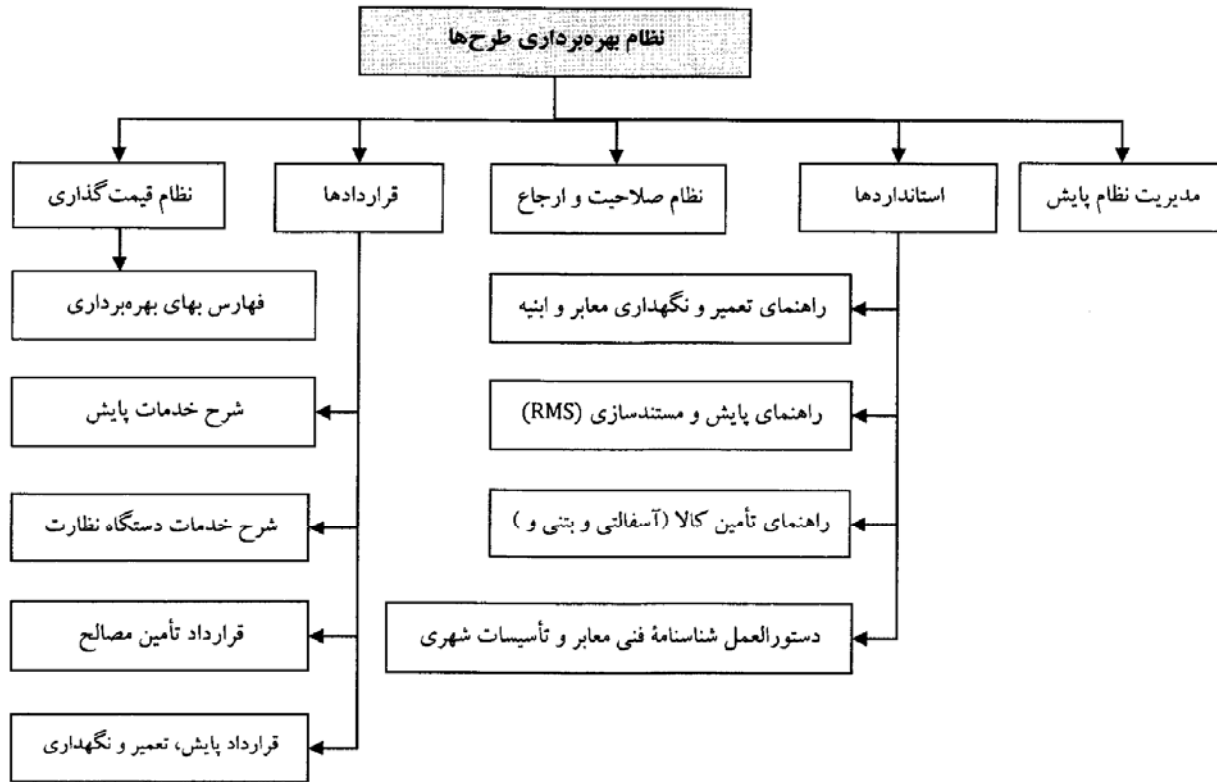 نظام بهره‌برداری طرح‌ها
مدیریت نظام پایش
استانداردها
نظام صلاحیت و ارجاع
قراردادها
نظام قیمت‌گذاری
راهنمای تعمیر و نگهداری معابر و ابنیه
راهنمای پایش و مستندسازی (RMS)
راهنمای تأمین کالا (آسفالتی و بتنی و )
دستورالعمل شناسنامهٔ فنی معابر و تأسیسات شهری
فهارس بهای بهره‌برداری
شرح خدمات پایش
شرح خدمات دستگاه نظارت
قرارداد تأمین مصالح
قرارداد پایش، تعمیر و نگهداری